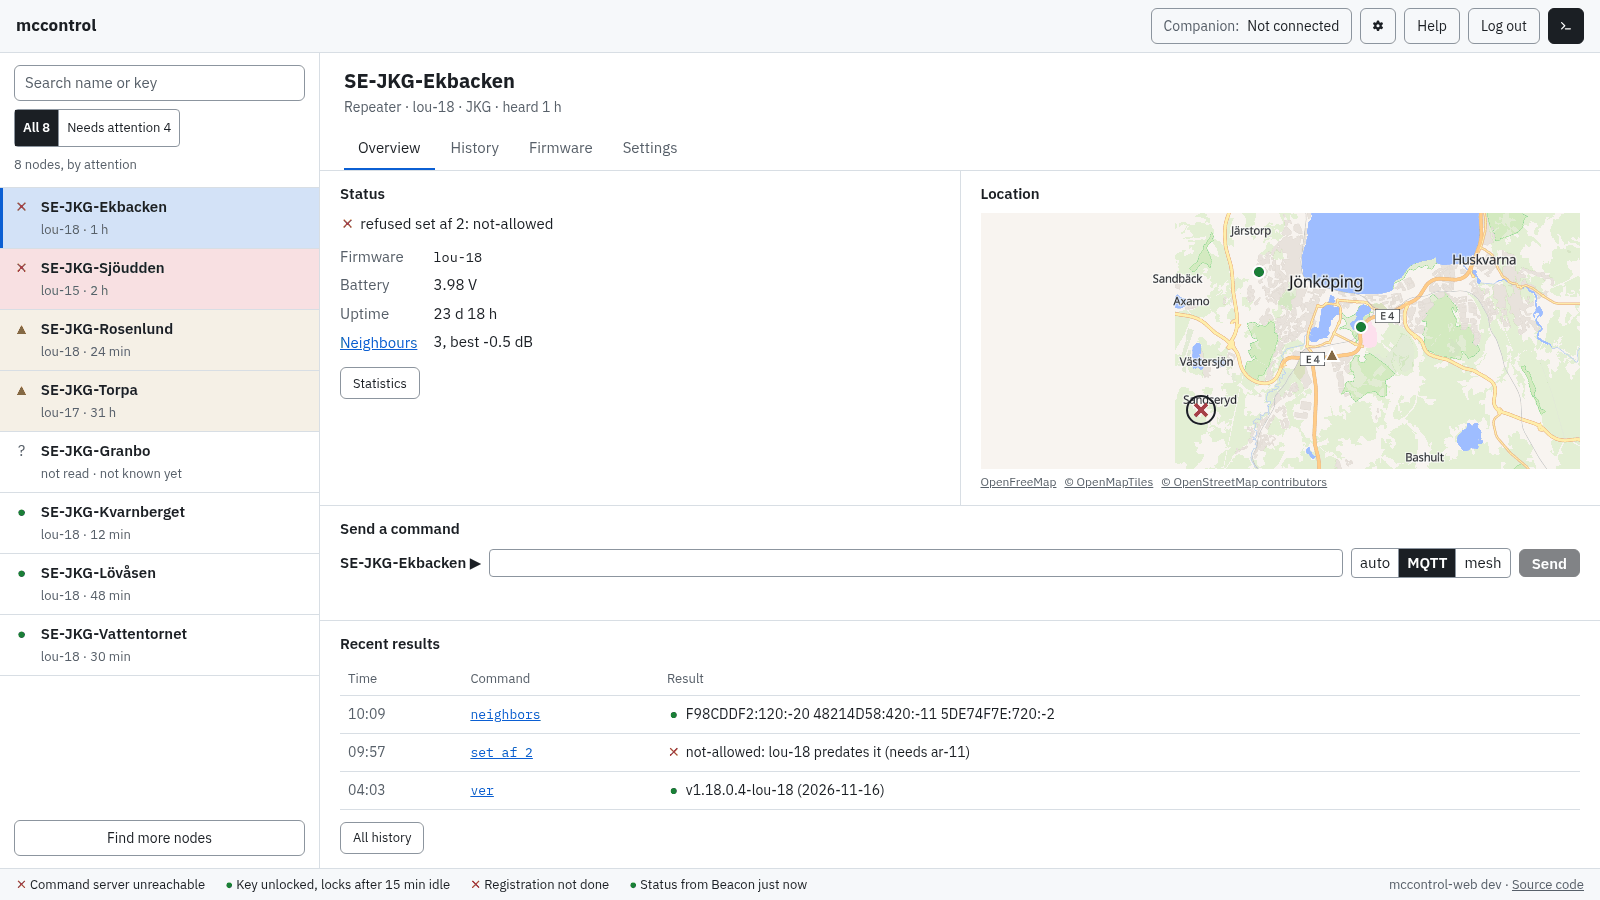 mccontrol
Companion: Not connected
Help
Log out
Search name or key
All 8 Needs attention 4
8 nodes, by attention
✕ SE-JKG-Ekbacken
lou-18 · 1 h
✕ SE-JKG-Sjöudden
lou-15 · 2 h
▲ SE-JKG-Rosenlund
lou-18 · 24 min
▲ SE-JKG-Torpa
lou-17 · 31 h
? SE-JKG-Granbo
not read · not known yet
● SE-JKG-Kvarnberget
lou-18 · 12 min
● SE-JKG-Lövåsen
lou-18 · 48 min
● SE-JKG-Vattentornet
lou-18 · 30 min
Find more nodes
SE-JKG-Ekbacken
Repeater · lou-18 · JKG · heard 1 h
Overview History Firmware Settings
Status
✕ refused set af 2: not-allowed
Firmware lou-18
Battery 3.98 V
Uptime 23 d 18 h
Neighbours 3, best -0.5 dB
Statistics
Location
Järstorp
Huskvarna
Sandbäck
Jönköping
Axamo
E 4
E 4
Västersjön
Sandseryd
Bashult
OpenFreeMap © OpenMapTiles © OpenStreetMap contributors
Send a command
SE-JKG-Ekbacken ▶
auto MQTT mesh Send
Recent results
Time Command Result
10:09 neighbors ● F98CDDF2:120:-20 48214D58:420:-11 5DE74F7E:720:-2
09:57 set af 2 ✕ not-allowed: lou-18 predates it (needs ar-11)
04:03 ver ● v1.18.0.4-lou-18 (2026-11-16)
All history
✕ Command server unreachable ● Key unlocked, locks after 15 min idle ✕ Registration not done ● Status from Beacon just now
mccontrol-web dev · Source code